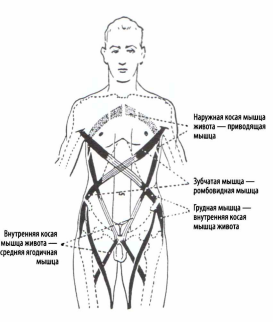 Наружная косая мышца
живота — приводящая
мышца
Зубчатая мышца —
ромбовидная мышца
Грудная мышца —
внутренняя косая
мышца живота
Внутренняя косая
мышца живота —
средняя ягодичная
мышца